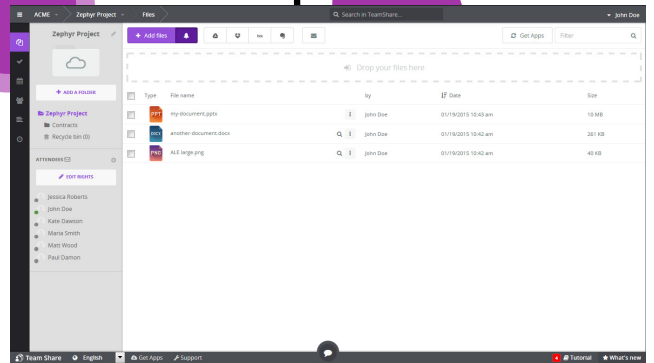 ACME Zephyr Project Files Search in TeamShare... John Doe
Zephyr Project
+ Add files
Get Apps
Filter
Drop your files here
+ ADD A FOLDER
Type File name by Date Size
Zephyr Project
Contracts
Recycle bin (0)
PPT my-document.pptx John Doe 01/19/2015 10:43 am 10 MB
DOCX another-document.docx John Doe 01/19/2015 10:42 am 261 KB
PNG ALE large.png John Doe 01/19/2015 10:42 am 40 KB
ATTENDEES
EDIT RIGHTS
Jessica Roberts
John Doe
Kate Dawson
Maria Smith
Matt Wood
Paul Damon
Team Share English Get Apps Support 4 Tutorial What's new